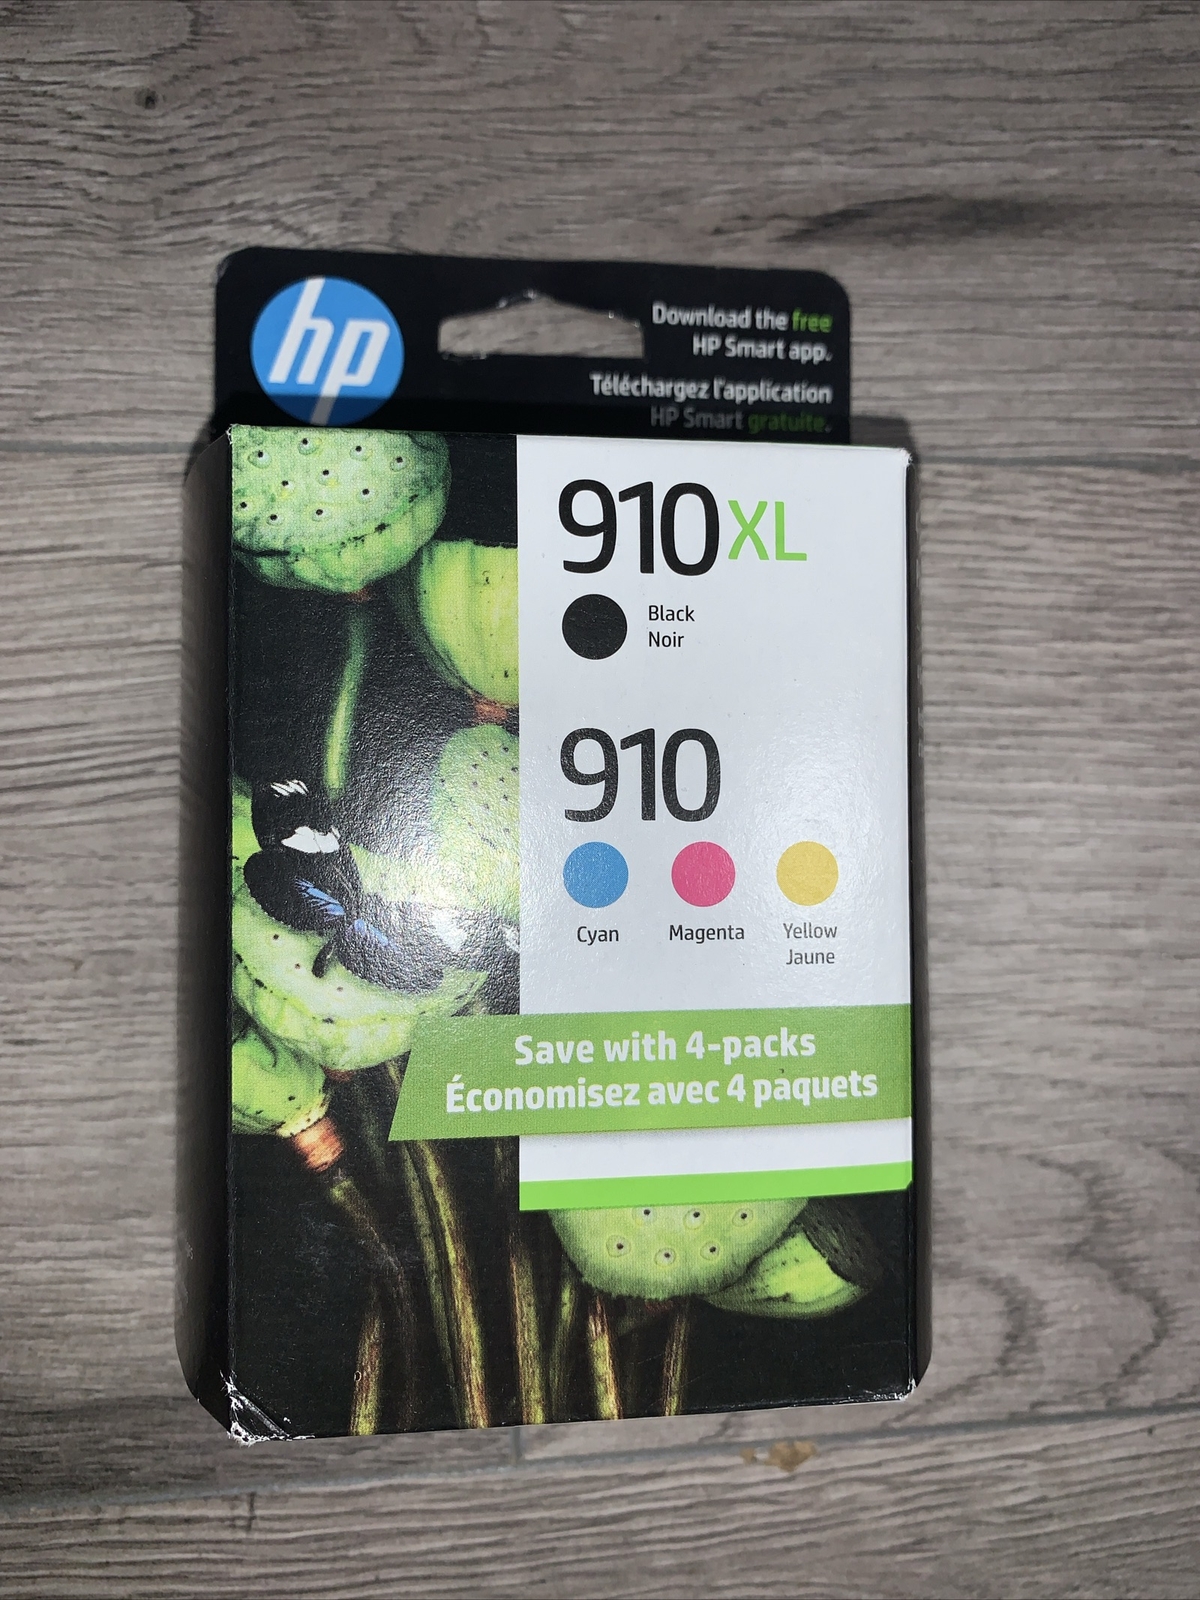 hp
Download the free
HP Smart app.
Téléchargez l'application
HP Smart gratuite.
910XL
Black
Noir
910
Cyan
Magenta
Yellow
Jaune
Save with 4-packs
Économisez avec 4 paquets